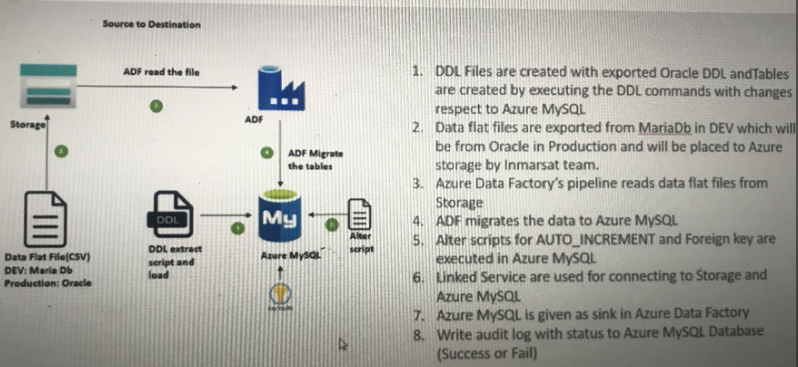 Source to Destination
ADF read the file
Storage
ADF
ADF Migrate
the tables
DDL
My
Data Flat File(CSV)
DEV: Maria Db
Production: Oracle
DDL extract
script and
load
Azure MySQL
Alter
script
1. DDL Files are created with exported Oracle DDL andTables
are created by executing the DDL commands with changes
respect to Azure MySQL
2. Data flat files are exported from MariaDb in DEV which will
be from Oracle in Production and will be placed to Azure
storage by Inmarsat team.
3. Azure Data Factory's pipeline reads data flat files from
Storage
4. ADF migrates the data to Azure MySQL
5. Alter scripts for AUTO_INCREMENT and Foreign key are
executed in Azure MySQL
6. Linked Service are used for connecting to Storage and
Azure MySQL
7. Azure MySQL is given as sink in Azure Data Factory
8. Write audit log with status to Azure MySQL Database
(Success or Fail)